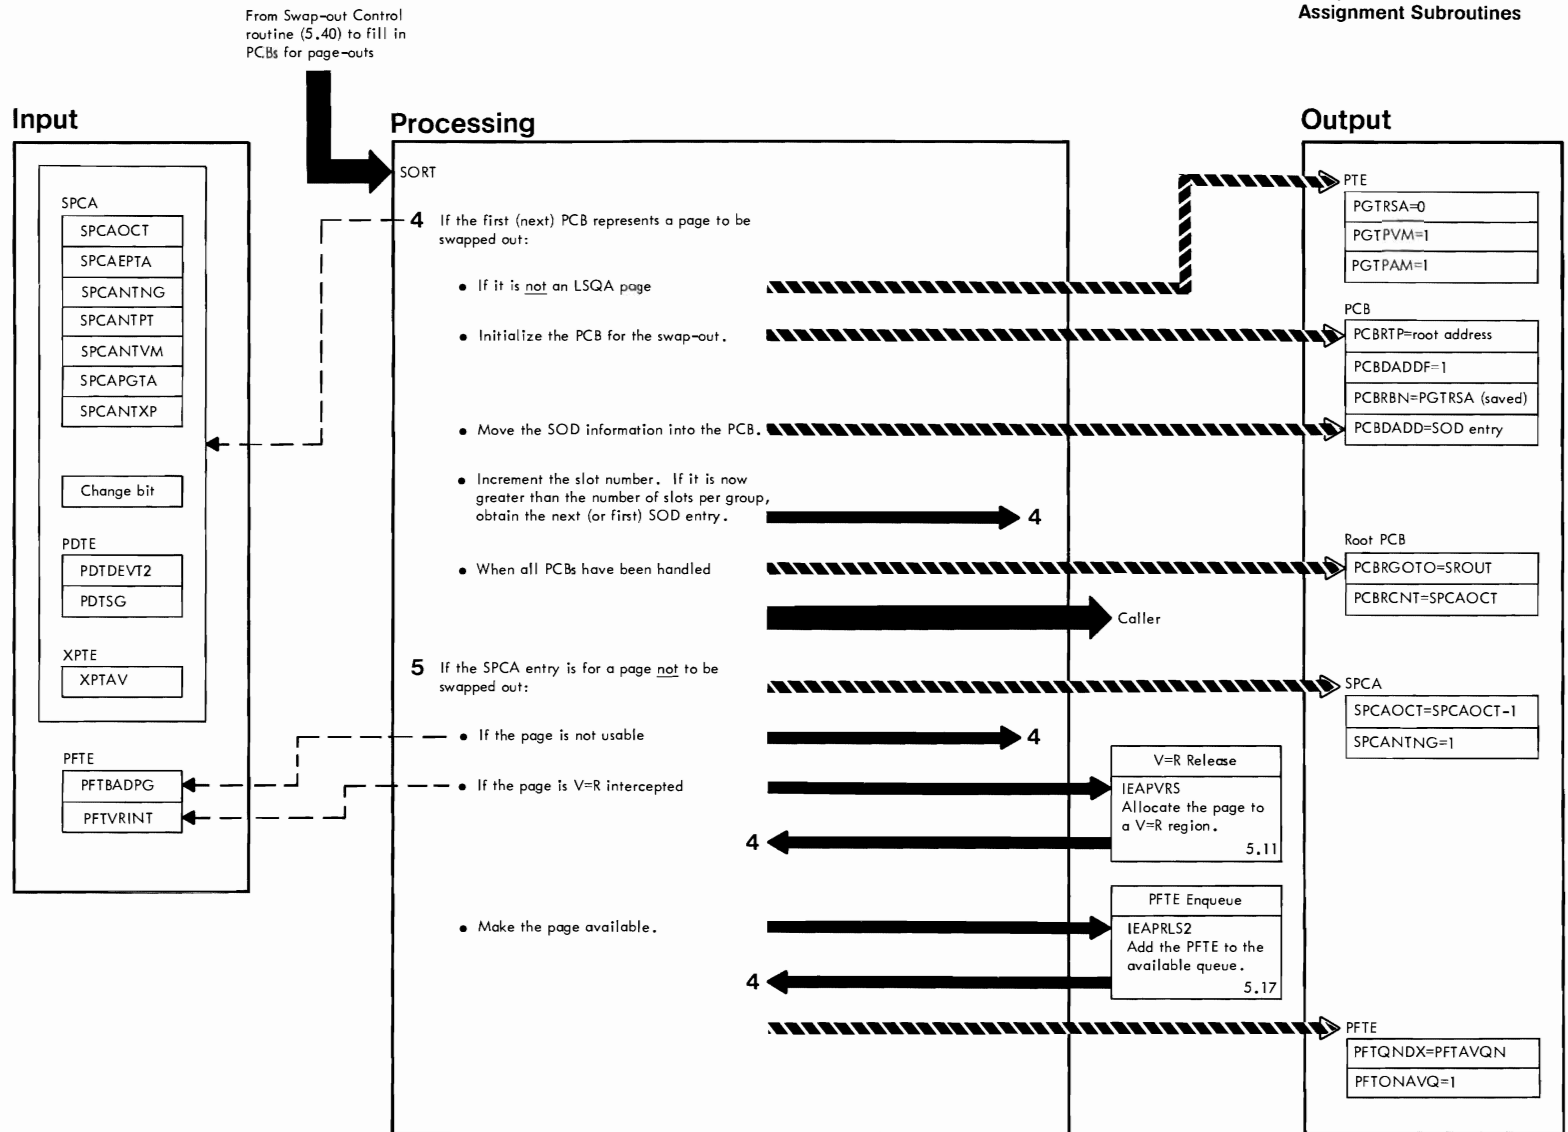 Assignment Subroutines
From Swap-out Control
routine (5.40) to fill in
PCBs for page-outs
Input
SPCA
SPCAOCT
SPCAEPTA
SPCANTNG
SPCANTPT
SPCANTVM
SPCAPGTA
SPCANTXP
Change bit
PDTE
PDTDEVT2
PDTSG
XPTE
XPTAV
PFTE
PFTBADPG
PFTVRINT
Processing
SORT
4 If the first (next) PCB represents a page to be
swapped out:
• If it is not an LSQA page
• Initialize the PCB for the swap-out.
• Move the SOD information into the PCB.
• Increment the slot number. If it is now
greater than the number of slots per group,
obtain the next (or first) SOD entry.
4
• When all PCBs have been handled
Caller
5 If the SPCA entry is for a page not to be
swapped out:
• If the page is not usable
4
• If the page is V=R intercepted
V=R Release
IEAPVRS
Allocate the page to
a V=R region.
5.11
4
• Make the page available.
PFTE Enqueue
IEAPRLS2
Add the PFTE to the
available queue.
5.17
4
Output
PTE
PGTRSA=0
PGTPVM=1
PGTPAM=1
PCB
PCBRTP=root address
PCBDADDF=1
PCBRBN=PGTRSA (saved)
PCBDADD=SOD entry
Root PCB
PCBRGOTO=SROUT
PCBRCNT=SPCAOCT
SPCA
SPCAOCT=SPCAOCT-1
SPCANTNG=1
PFTE
PFTQNDX=PFTAVQN
PFTONAVQ=1